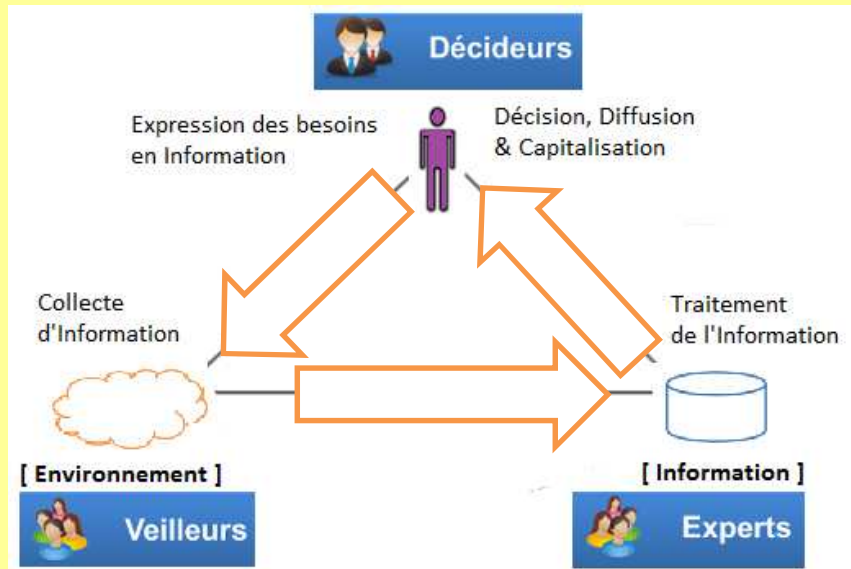 Décideurs
Expression des besoins
en Information
Décision, Diffusion
& Capitalisation
Collecte
d'Information
Traitement
de l'Information
[ Environnement ]
[ Information ]
Veilleurs
Experts